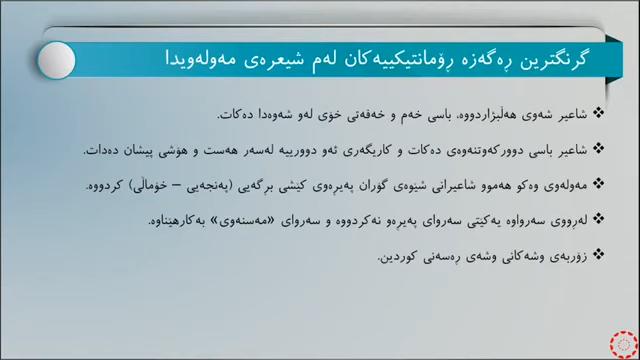 گرنگترین ڕەگەزە ڕۆمانتیکییەکان لەم شیعرەی مەولەویدا
❖ شاعیر شەوی هەڵبژاردووە، باسی خەم و خەفەتی خۆی لەو شەوەدا دەکات.
❖ شاعیر باسی دوورکەوتنەوەی دەکات و کاریگەری ئەو دوورییە لەسەر هەست و هۆشی پیشان دەدات.
❖ مەولەوی وەکو هەموو شاعیرانی شێوەی گۆران پەیڕەوی کێشی بڕگەیی (پەنجەیی – خۆماڵی) کردووە.
❖ لەڕووی سەرواوە یەکێتی سەروای پەیڕەو نەکردووە و سەروای «مەسنەوی» بەکارهێناوە.
❖ زۆربەی وشەکانی وشەی ڕەسەنی کوردین.